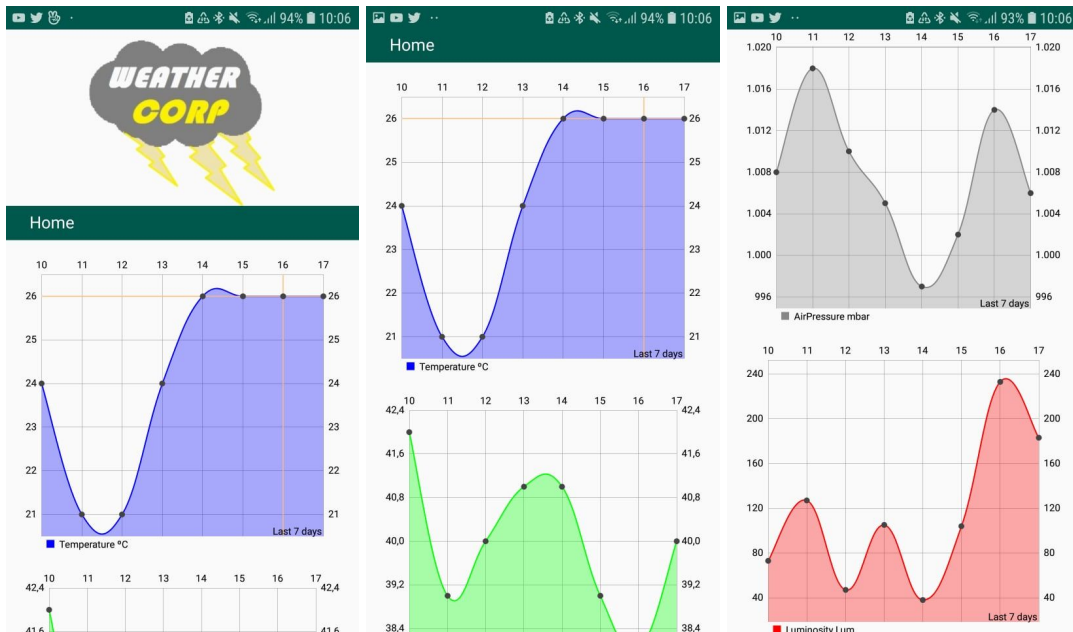 94% 10:06
WEATHER
CORP
Home
10 11 12 13 14 15 16 17
26 26
25 25
24 24
23 23
22 22
21 21
Last 7 days
Temperature ºC
10 11 12 13 14 15 16 17
42,4 42,4
41,6 41,6
94% 10:06
Home
10 11 12 13 14 15 16 17
26 26
25 25
24 24
23 23
22 22
21 21
Last 7 days
Temperature ºC
10 11 12 13 14 15 16 17
42,4 42,4
41,6 41,6
40,8 40,8
40,0 40,0
39,2 39,2
38,4 38,4
93% 10:06
10 11 12 13 14 15 16 17
1.020 1.020
1.016 1.016
1.012 1.012
1.008 1.008
1.004 1.004
1.000 1.000
996 996
Last 7 days
AirPressure mbar
10 11 12 13 14 15 16 17
240 240
200 200
160 160
120 120
80 80
40 40
Last 7 days
Luminosity Lum